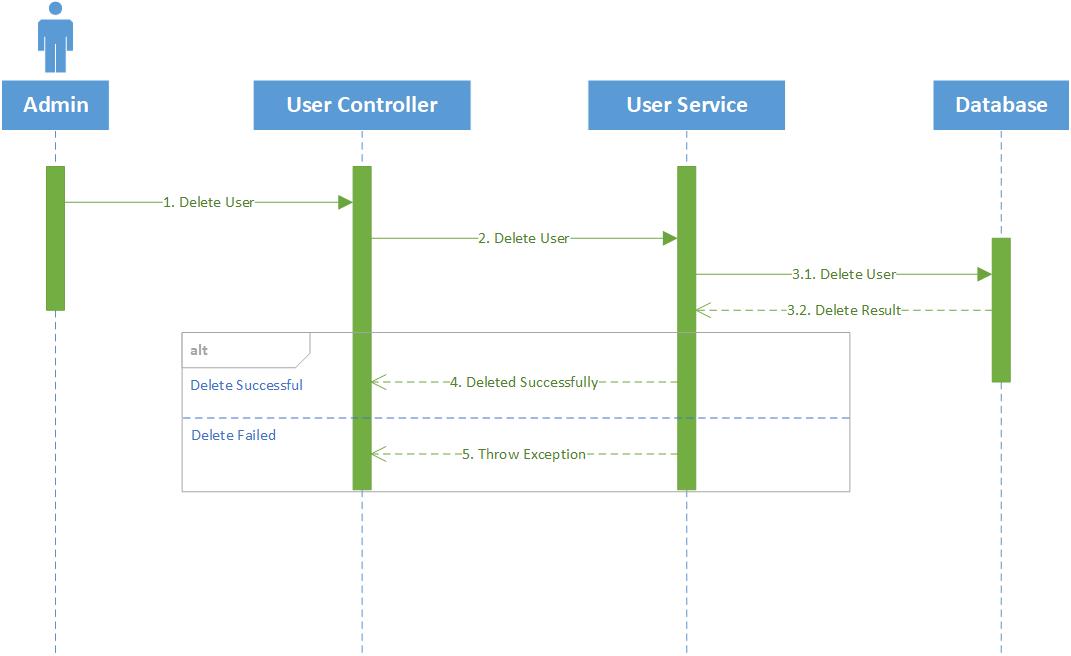 Admin
User Controller
User Service
Database
1. Delete User
2. Delete User
3.1. Delete User
3.2. Delete Result
alt
Delete Successful
4. Deleted Successfully
Delete Failed
5. Throw Exception